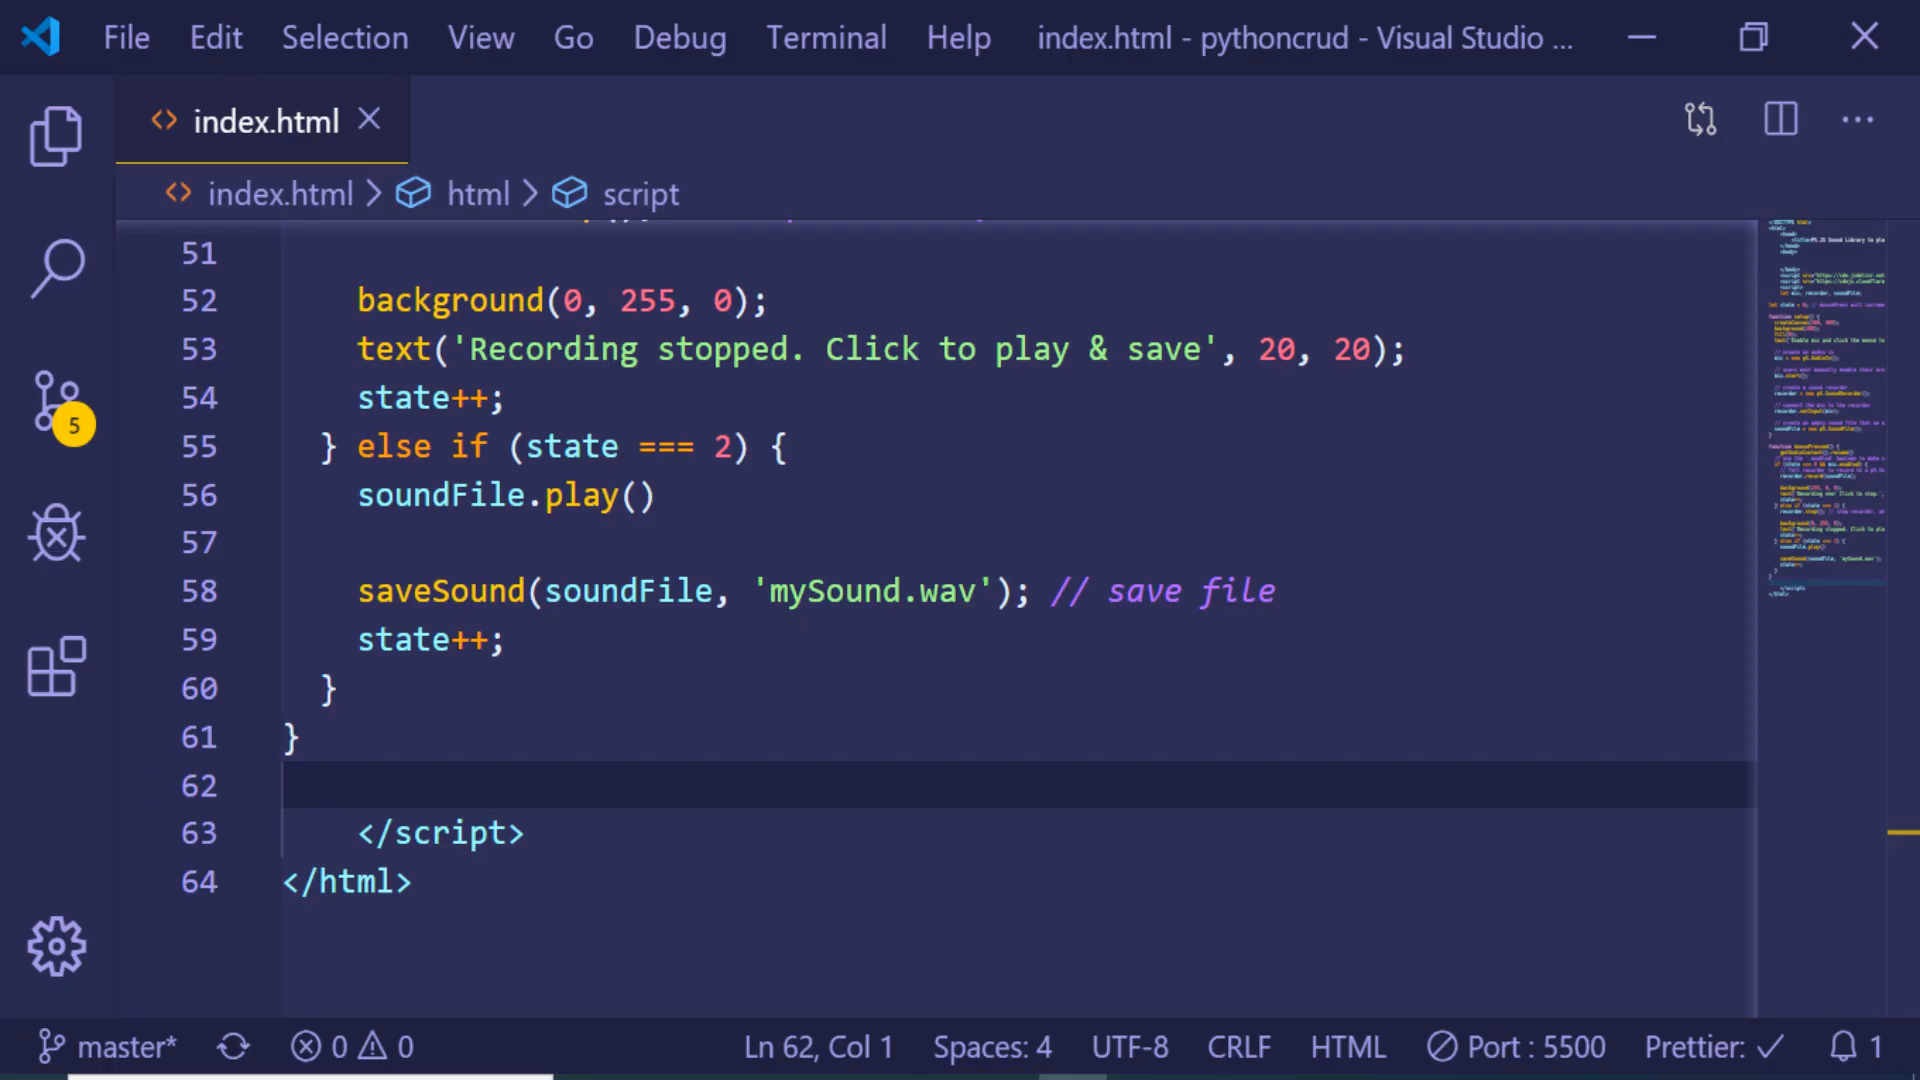 File Edit Selection View Go Debug Terminal Help index.html - pythoncrud - Visual Studio ...
index.html
index.html > html > script
51
52 background(0, 255, 0);
53 text('Recording stopped. Click to play & save', 20, 20);
54 state++;
55 } else if (state === 2) {
56 soundFile.play()
57
58 saveSound(soundFile, 'mySound.wav'); // save file
59 state++;
60 }
61 }
62
63 </script>
64 </html>
5
master* 0 0 Ln 62, Col 1 Spaces: 4 UTF-8 CRLF HTML Port : 5500 Prettier: ✓ 1